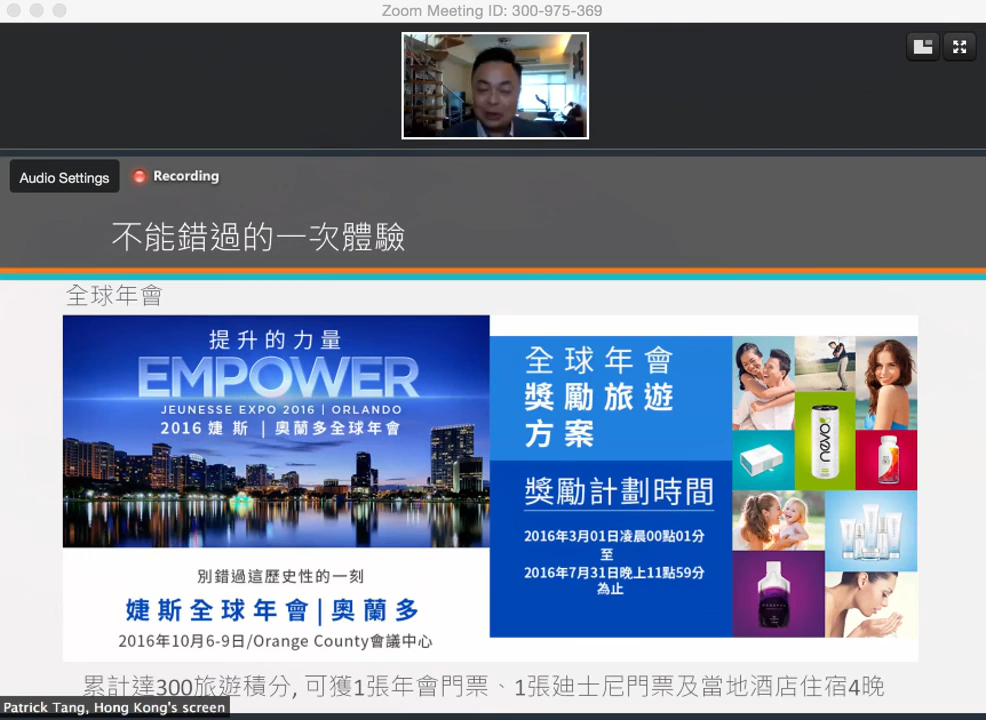 Zoom Meeting ID: 300-975-369
Audio Settings
Recording
不能錯過的一次體驗
全球年會
提升的力量
EMPOWER
JEUNESSE EXPO 2016 | ORLANDO
2016 婕斯 | 奧蘭多全球年會
別錯過這歷史性的一刻
婕斯全球年會|奧蘭多
2016年10月6-9日/Orange County會議中心
全球年會
獎勵旅遊
方案
獎勵計劃時間
2016年3月01日凌晨00點01分
至
2016年7月31日晚上11點59分
為止
nevo
累計達300旅遊積分, 可獲1張年會門票、1張迪士尼門票及當地酒店住宿4晚
Patrick Tang, Hong Kong's screen